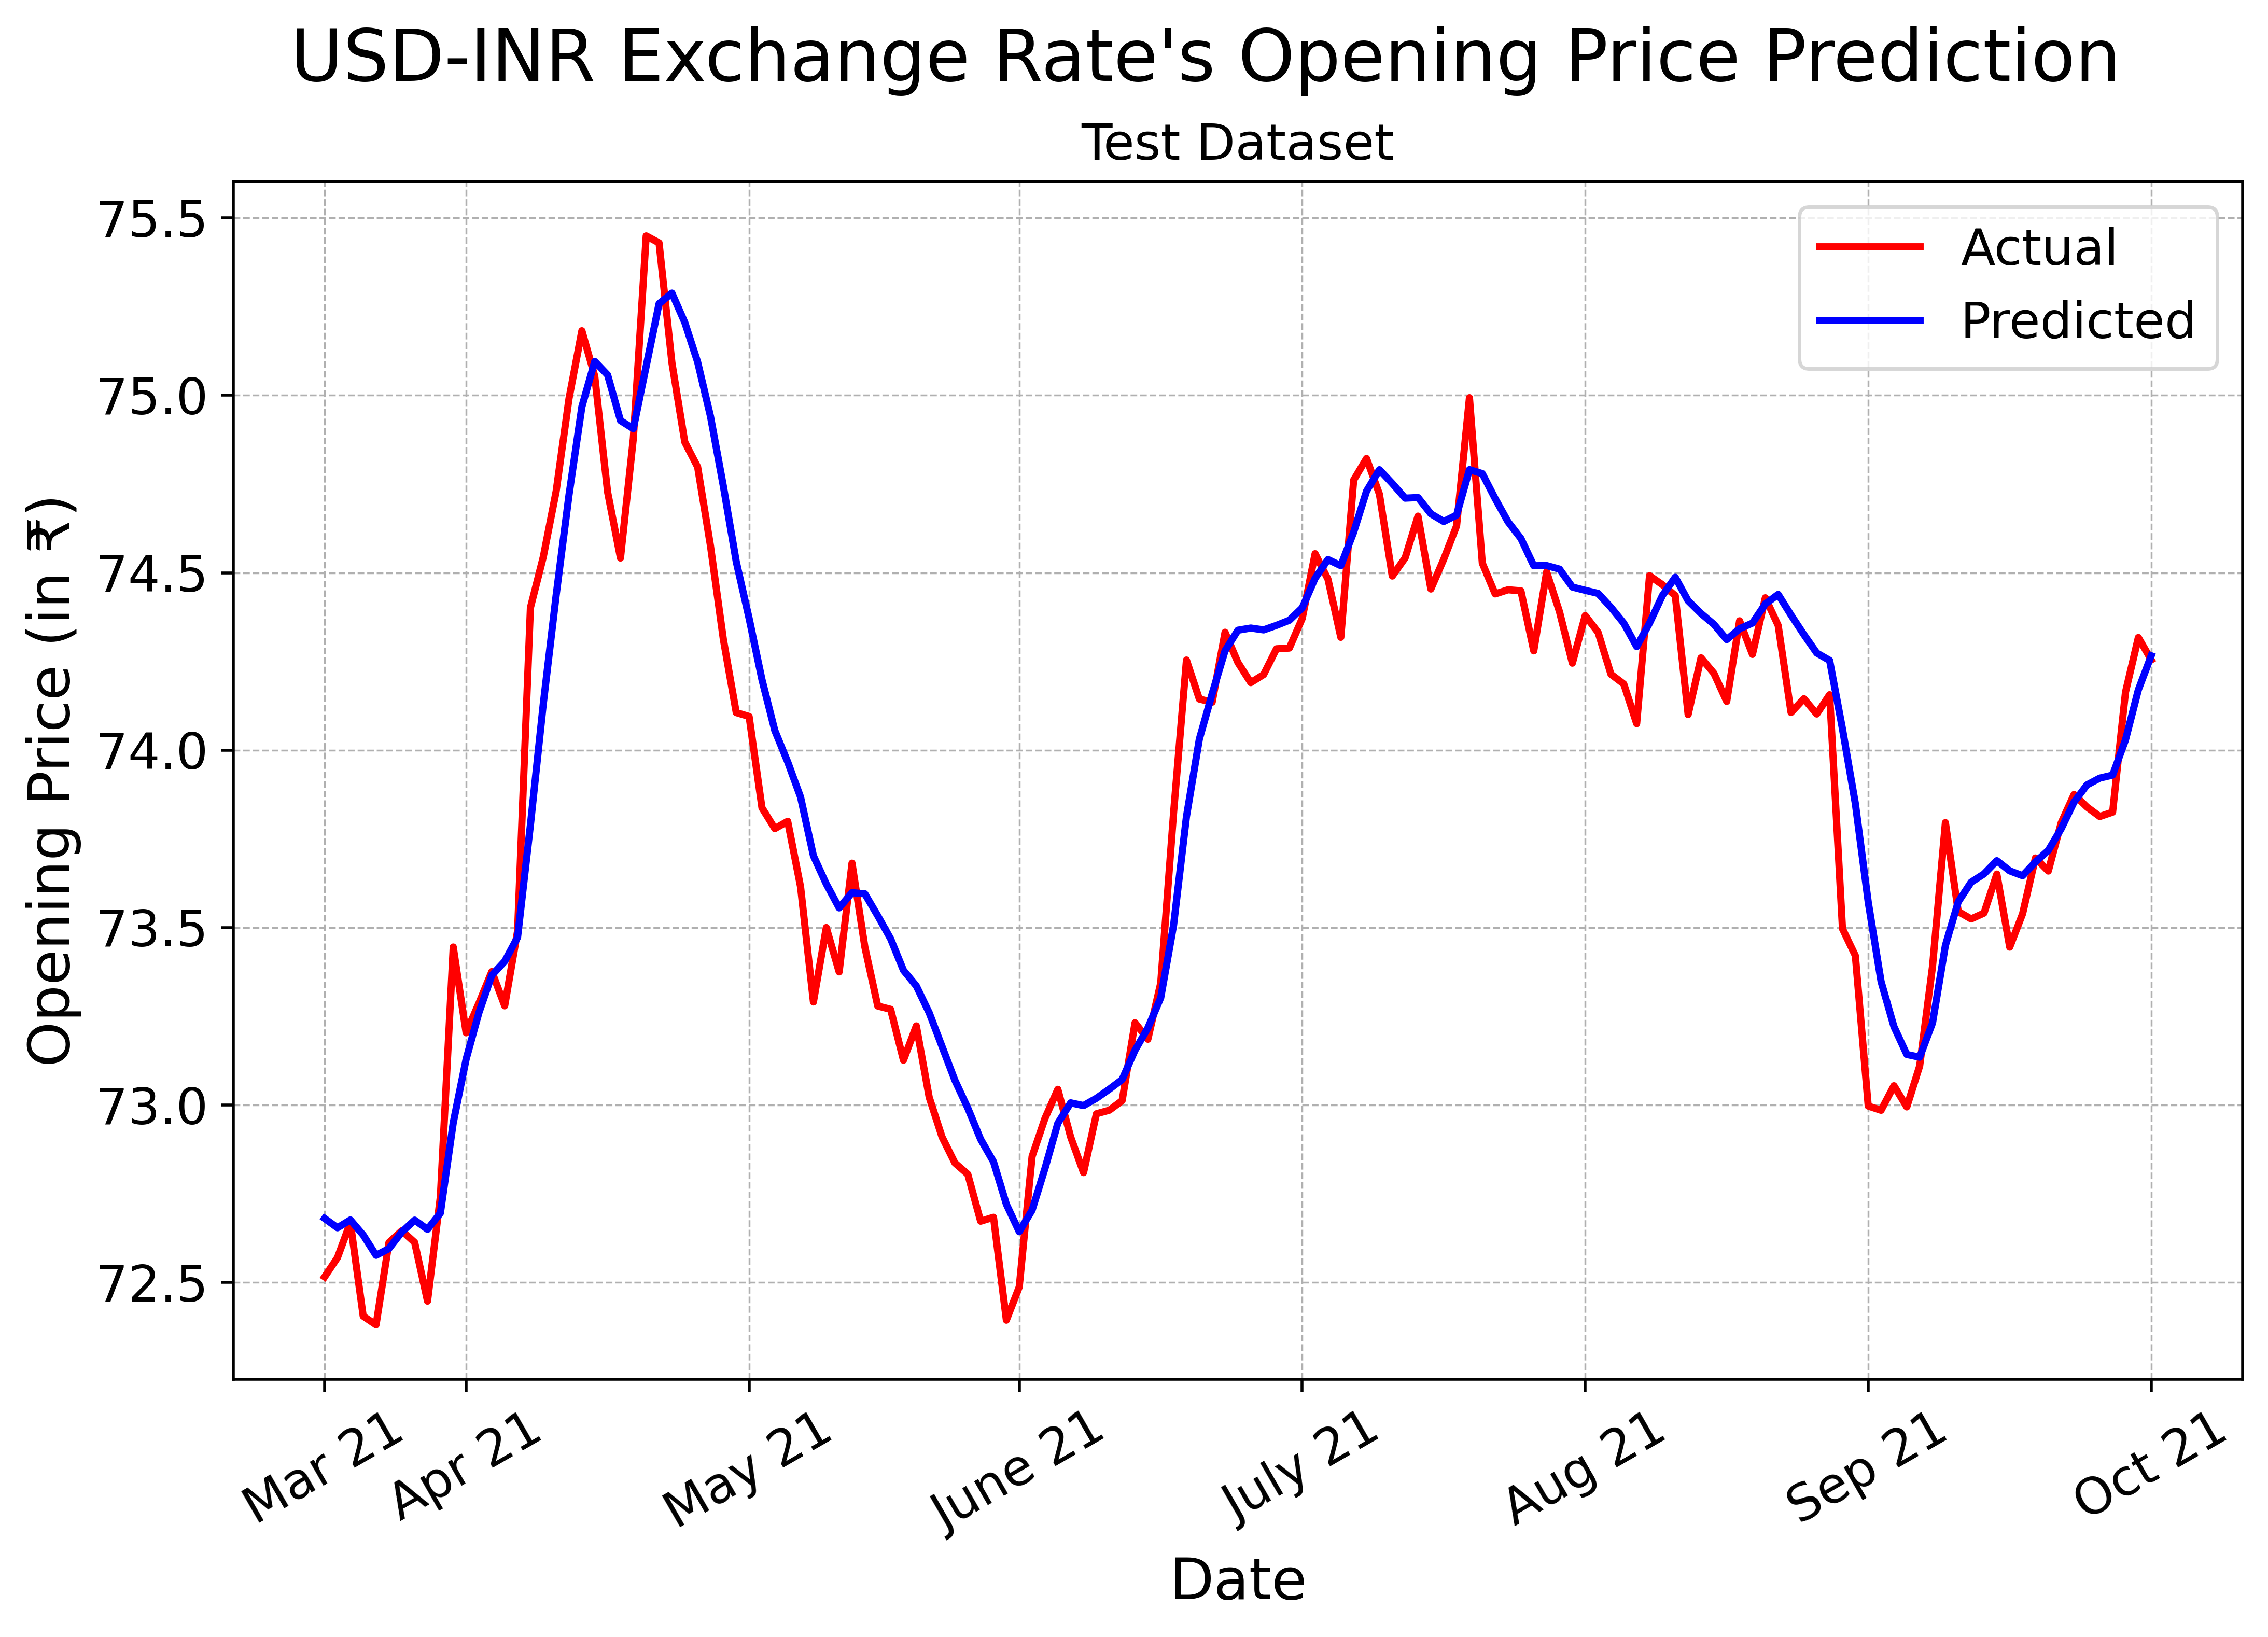 USD-INR Exchange Rate's Opening Price Prediction
Test Dataset
Actual
Predicted
75.5
75.0
74.5
74.0
73.5
73.0
72.5
Opening Price (in ₹)
Mar 21
Apr 21
May 21
June 21
July 21
Aug 21
Sep 21
Oct 21
Date